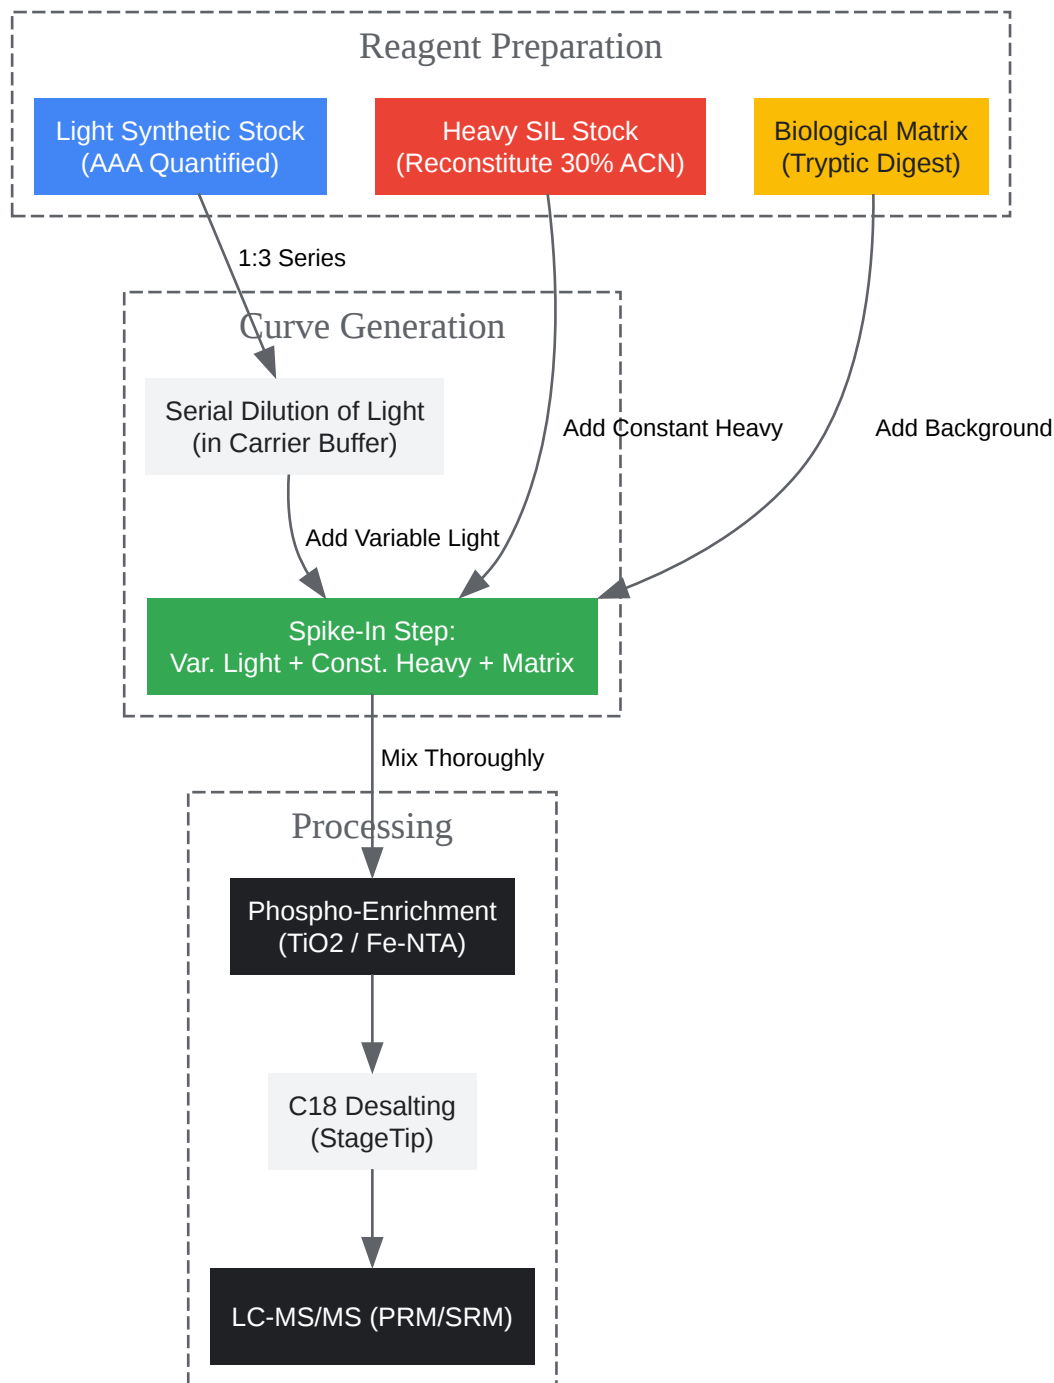 Reagent Preparation
Light Synthetic Stock
(AAA Quantified)
Heavy SIL Stock
(Reconstitute 30% ACN)
Biological Matrix
(Tryptic Digest)
1:3 Series
Curve Generation
Serial Dilution of Light
(in Carrier Buffer)
Add Constant Heavy
Add Background
Add Variable Light
Spike-In Step:
Var. Light + Const. Heavy + Matrix
Mix Thoroughly
Processing
Phospho-Enrichment
(TiO2 / Fe-NTA)
C18 Desalting
(StageTip)
LC-MS/MS (PRM/SRM)